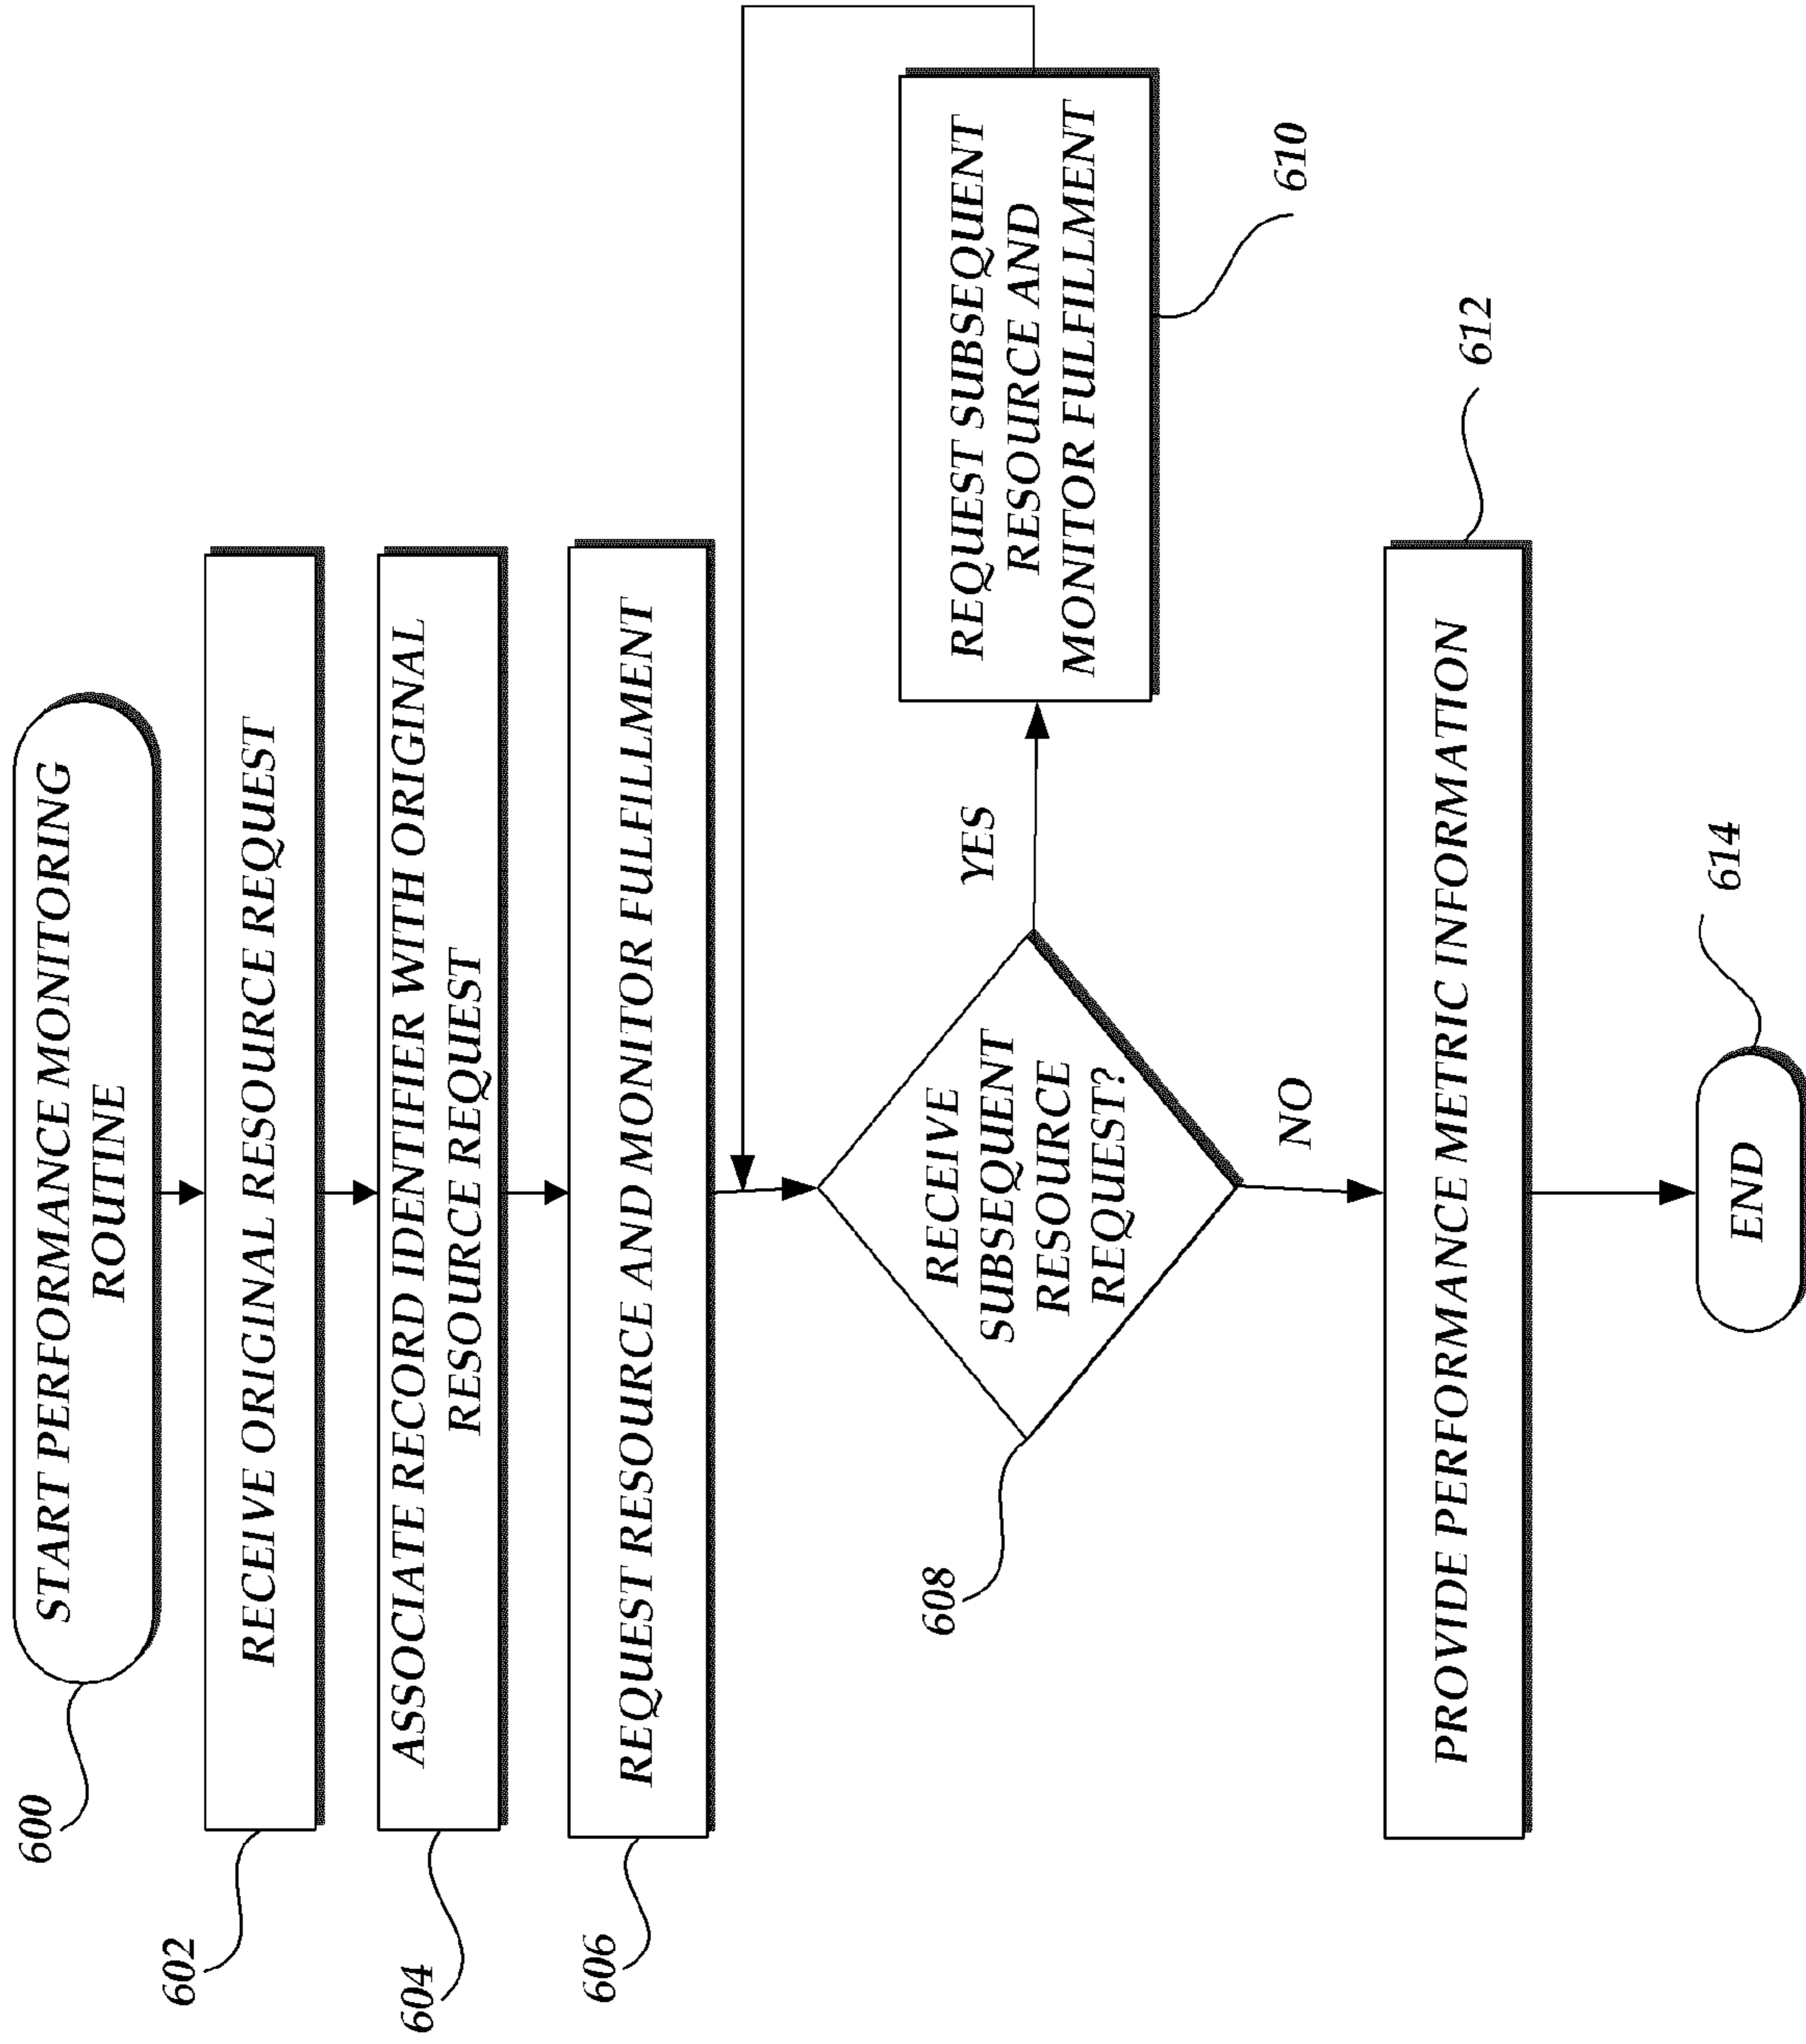 600
START PERFORMANCE MONITORING
ROUTINE
602
RECEIVE ORIGINAL RESOURCE REQUEST
604
ASSOCIATE RECORD IDENTIFIER WITH ORIGINAL
RESOURCE REQUEST
606
REQUEST RESOURCE AND MONITOR FULFILLMENT
608
RECEIVE
SUBSEQUENT
RESOURCE
REQUEST?
YES
REQUEST SUBSEQUENT
RESOURCE AND
MONITOR FULFILLMENT
610
NO
PROVIDE PERFORMANCE METRIC INFORMATION
612
END
614